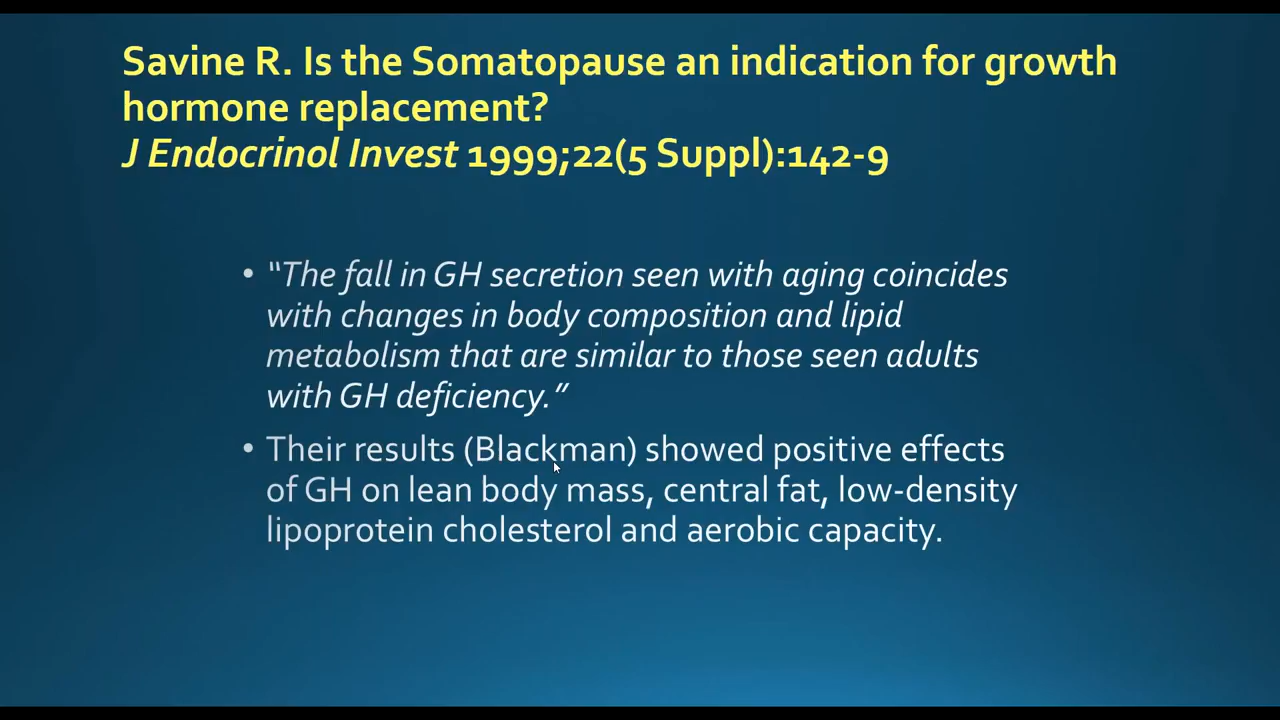 Savine R. Is the Somatopause an indication for growth
hormone replacement?
J Endocrinol Invest 1999;22(5 Suppl):142-9
• “The fall in GH secretion seen with aging coincides
with changes in body composition and lipid
metabolism that are similar to those seen adults
with GH deficiency.”
• Their results (Blackman) showed positive effects
of GH on lean body mass, central fat, low-density
lipoprotein cholesterol and aerobic capacity.